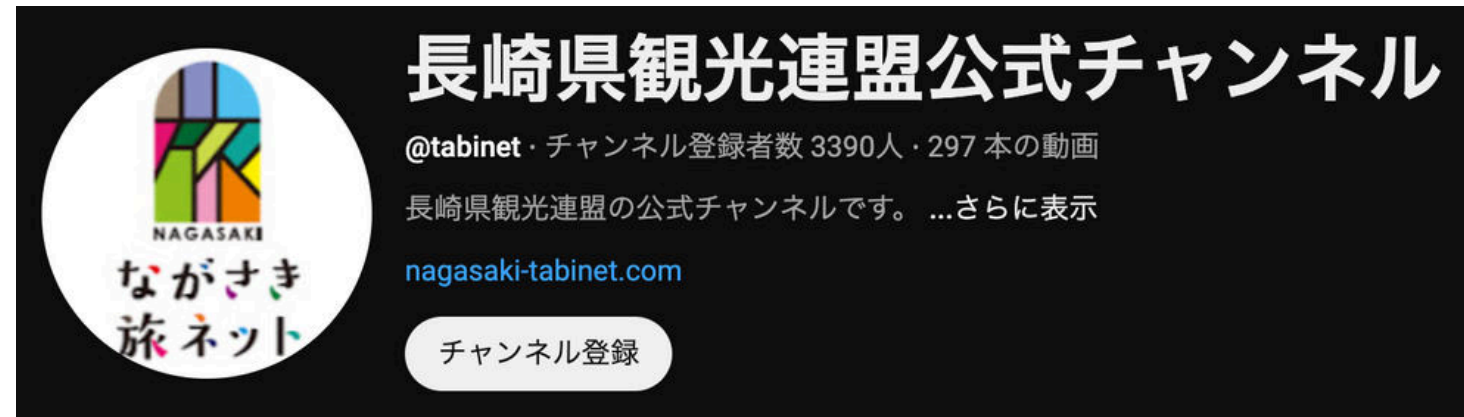 長崎県観光連盟公式チャンネル
@tabinet · チャンネル登録者数 3390人 · 297 本の動画
長崎県観光連盟の公式チャンネルです。 ...さらに表示
nagasaki-tabinet.com
チャンネル登録
NAGASAKI
ながさき
旅ネット